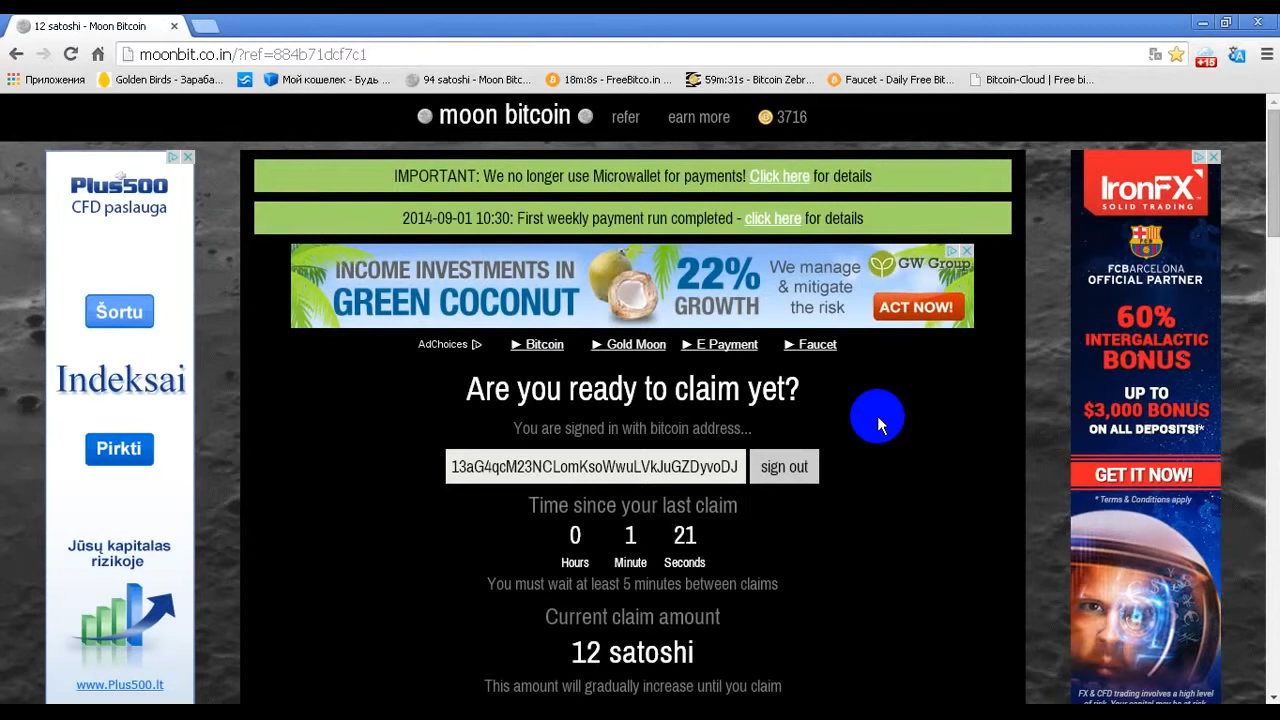 12 satoshi - Moon Bitcoin
moonbit.co.in/?ref=884b71dcf7c1
+15
Приложения
Golden Birds - Зараба...
Мой кошелек - Будь ...
94 satoshi - Moon Bitc...
18m:8s - FreeBitco.in ...
59m:31s - Bitcoin Zebr...
Faucet - Daily Free Bit...
Bitcoin-Cloud | Free bi...
moon bitcoin
refer
earn more
3716
IMPORTANT: We no longer use Microwallet for payments! Click here for details
2014-09-01 10:30: First weekly payment run completed - click here for details
Plus500
CFD paslauga
Šortu
Indeksai
Pirkti
Jūsų kapitalas
rizikoje
www.Plus500.lt
INCOME INVESTMENTS IN
GREEN COCONUT
22%
GROWTH
We manage
& mitigate
the risk
GW Group
ACT NOW!
AdChoices
► Bitcoin
► Gold Moon
► E Payment
► Faucet
Are you ready to claim yet?
You are signed in with bitcoin address...
13aG4qcM23NCLomKsoWwuLVkJuGZDyvoDJ
sign out
Time since your last claim
0
1
21
Hours
Minute
Seconds
You must wait at least 5 minutes between claims
Current claim amount
12 satoshi
This amount will gradually increase until you claim
IRONFX
SOLID TRADING
FCBARCELONA
OFFICIAL PARTNER
60%
INTERGALACTIC
BONUS
UP TO
$3,000 BONUS
ON ALL DEPOSITS!*
GET IT NOW!
* Terms & Conditions apply
FX & CFD trading involves a high level